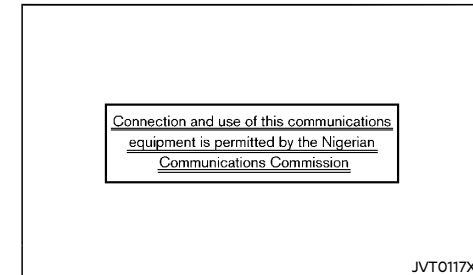 Connection and use of this communications
equipment is permitted by the Nigerian
Communications Commission
JVT0117X